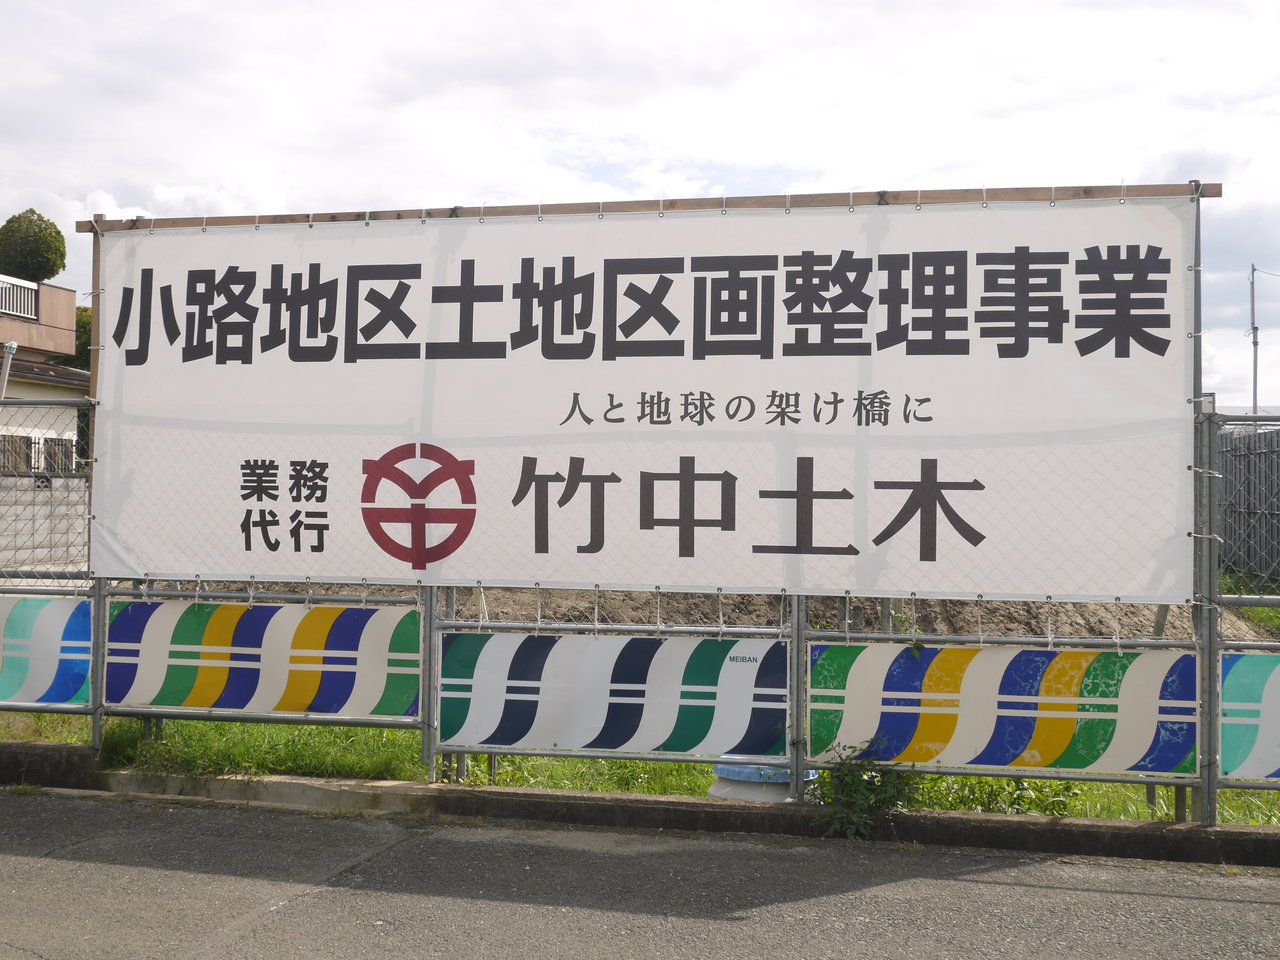 小路地区土地区画整理事業
人と地球の架け橋に
業務
代行
竹中土木
MEIBAN